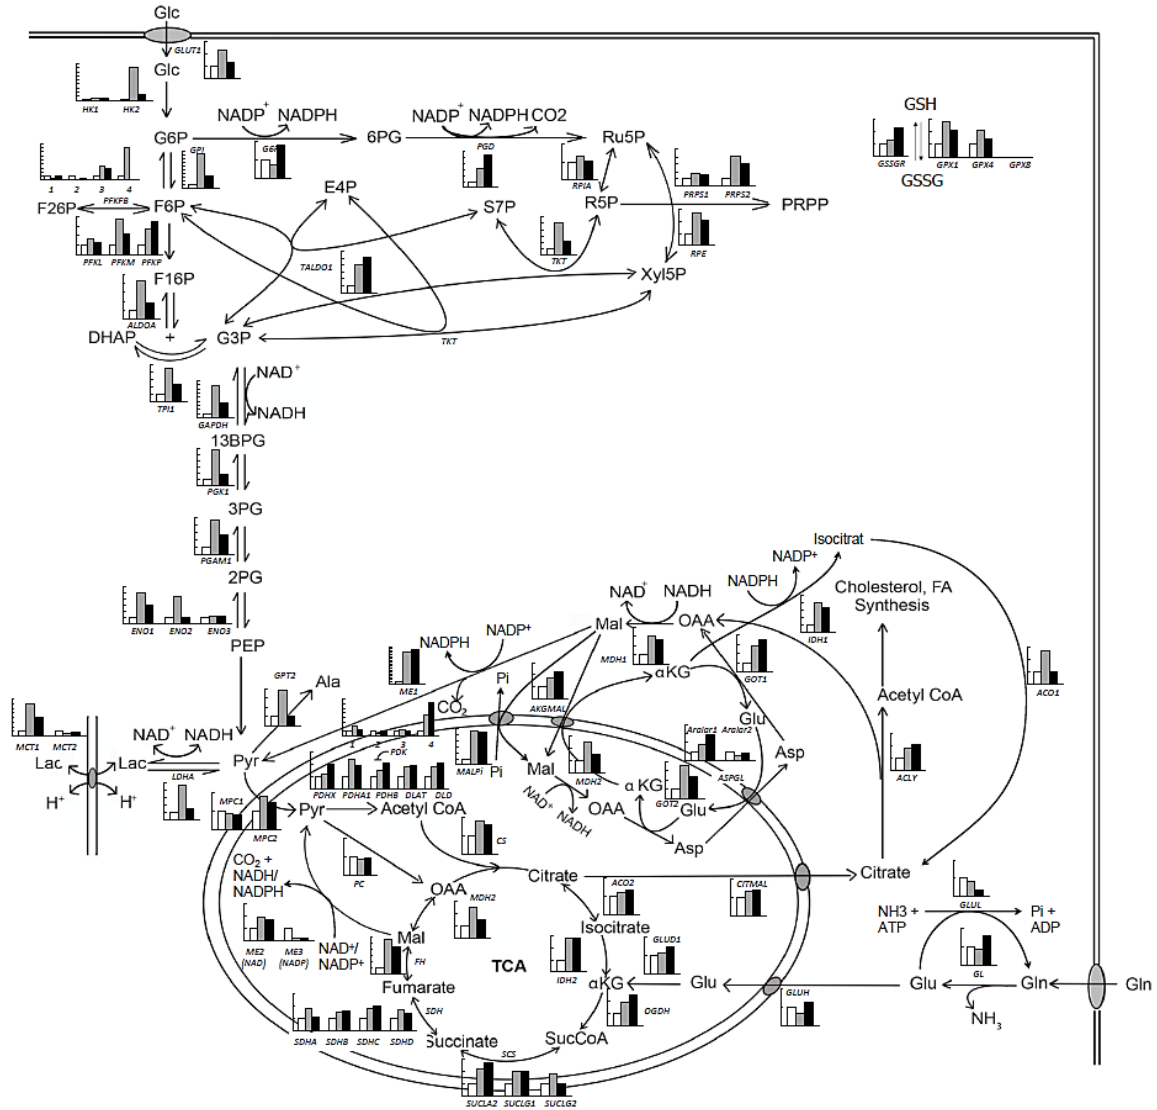 Glc
GLUT1
Glc
HK1 HK2
NADP+ NADPH
NADP+ NADPH CO2
GSH
G6P
6PG
Ru5P
GPI
PGD
RPIA
GSSGR
GPX1 GPX4 GPX8
GSSG
1 2 3 4
PFKFB
E4P
PRPS1 PRPS2
F26P
F6P
S7P
R5P
PRPP
PFKL PFKM PFKP
TKT
RPE
TALDO1
F16P
Xyl5P
ALDOA
DHAP + G3P
TKT
TPI1
NAD+
GAPDH
NADH
13BPG
PGK1
3PG
PGAM1
2PG
ENO1 ENO2 ENO3
PEP
Isocitrat
NADP+
NADPH
Cholesterol, FA
Synthesis
NAD+ NADH
Mal
OAA
IDH1
NADPH
NADP+
MDH1
αKG
GOT1
ME1
CO2
Pi
AKGMAL
Acetyl CoA
ACO1
GPT2
Ala
Glu
MCT1 MCT2
NAD+ NADH
1 2 3 4
PDK
Aralar1 Aralar2
Asp
ACLY
Lac
Lac
LDHA
Pyr
MALPi
Pi
Mal
MDH2
α KG
GOT2
ASPGL
H+
H+
PDHX PDHA1 PDHB DLAT DLD
NAD+
NADH
OAA
Glu
MPC1
MPC2
Pyr
Acetyl CoA
CS
Asp
CO2 +
NADH/
NADPH
PC
OAA
MDH2
Citrate
ACO2
CITMAL
Citrate
NH3 +
ATP
GLUL
Pi +
ADP
Isocitrate
ME2
(NAD)
ME3
(NADP)
NAD+/
NADP+
Mal
FH
TCA
IDH2
GLUD1
GL
Fumarate
αKG
Glu
GLUH
Glu
Gln
Gln
NH3
SDHA SDHB SDHC SDHD
SDH
OGDH
Succinate
SucCoA
SCS
SUCLA2 SUCLG1 SUCLG2